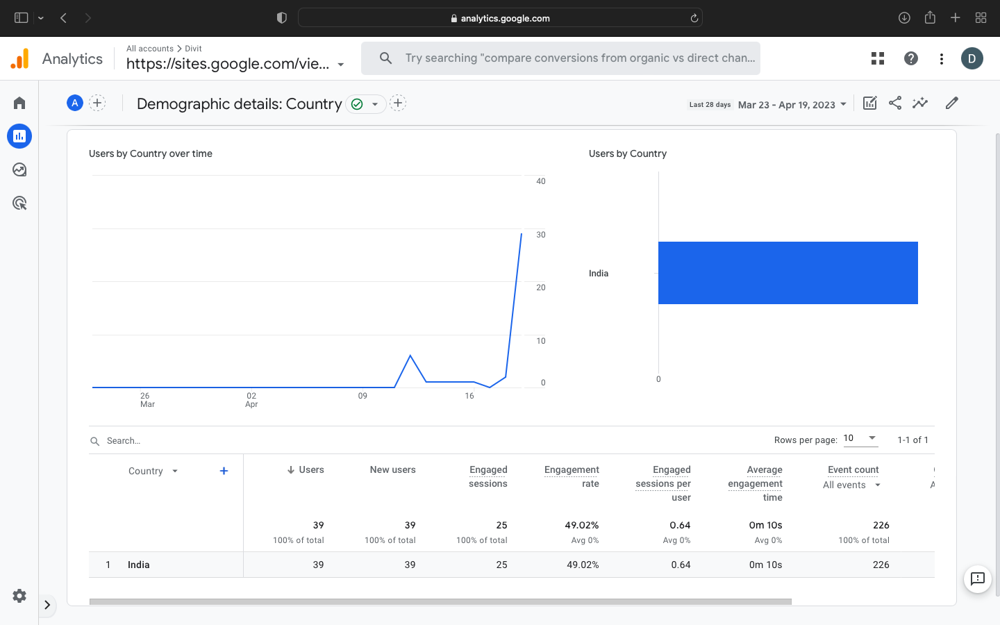 analytics.google.com
Analytics
All accounts > Divit
https://sites.google.com/vie...
Try searching "compare conversions from organic vs direct chan...
D
A
Demographic details: Country
Last 28 days Mar 23 - Apr 19, 2023
Users by Country over time
40
30
20
10
0
26
Mar
02
Apr
09
16
Users by Country
India
0
Search...
Rows per page: 10
1-1 of 1
Country
Users
New users
Engaged
sessions
Engagement
rate
Engaged
sessions per
user
Average
engagement
time
Event count
All events
39 39 25 49.02% 0.64 0m 10s 226
100% of total 100% of total 100% of total Avg 0% Avg 0% Avg 0% 100% of total
1 India 39 39 25 49.02% 0.64 0m 10s 226